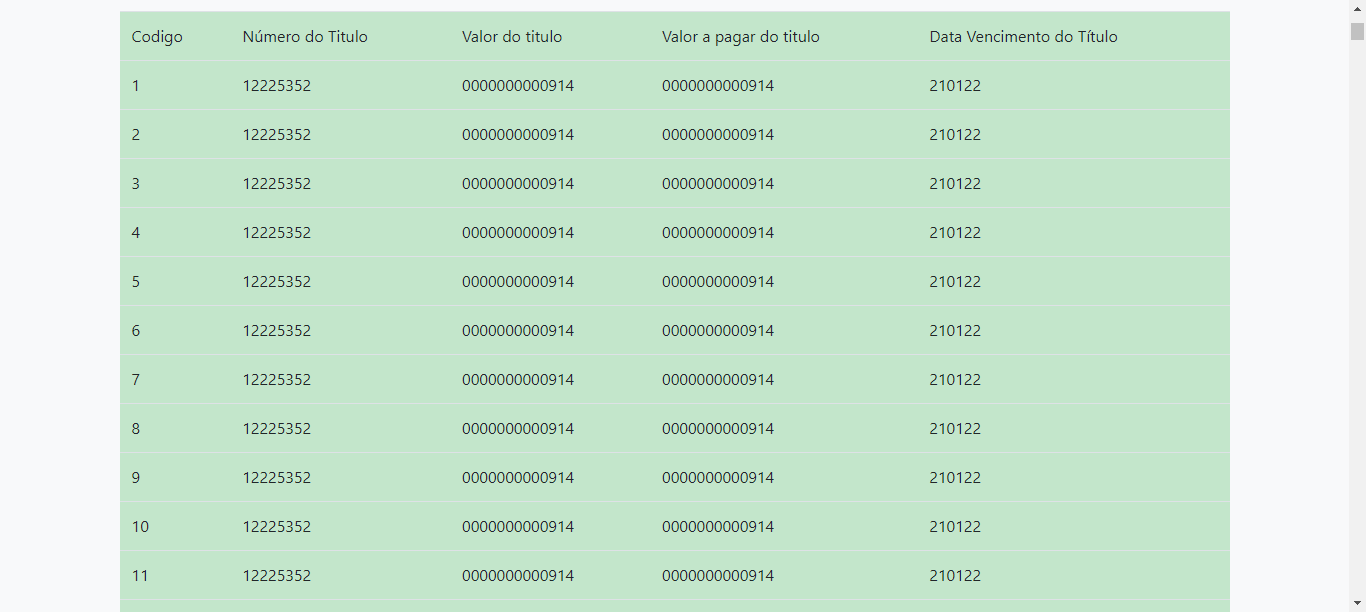 Codigo Número do Titulo Valor do titulo Valor a pagar do titulo Data Vencimento do Título
1 12225352 0000000000914 0000000000914 210122
2 12225352 0000000000914 0000000000914 210122
3 12225352 0000000000914 0000000000914 210122
4 12225352 0000000000914 0000000000914 210122
5 12225352 0000000000914 0000000000914 210122
6 12225352 0000000000914 0000000000914 210122
7 12225352 0000000000914 0000000000914 210122
8 12225352 0000000000914 0000000000914 210122
9 12225352 0000000000914 0000000000914 210122
10 12225352 0000000000914 0000000000914 210122
11 12225352 0000000000914 0000000000914 210122